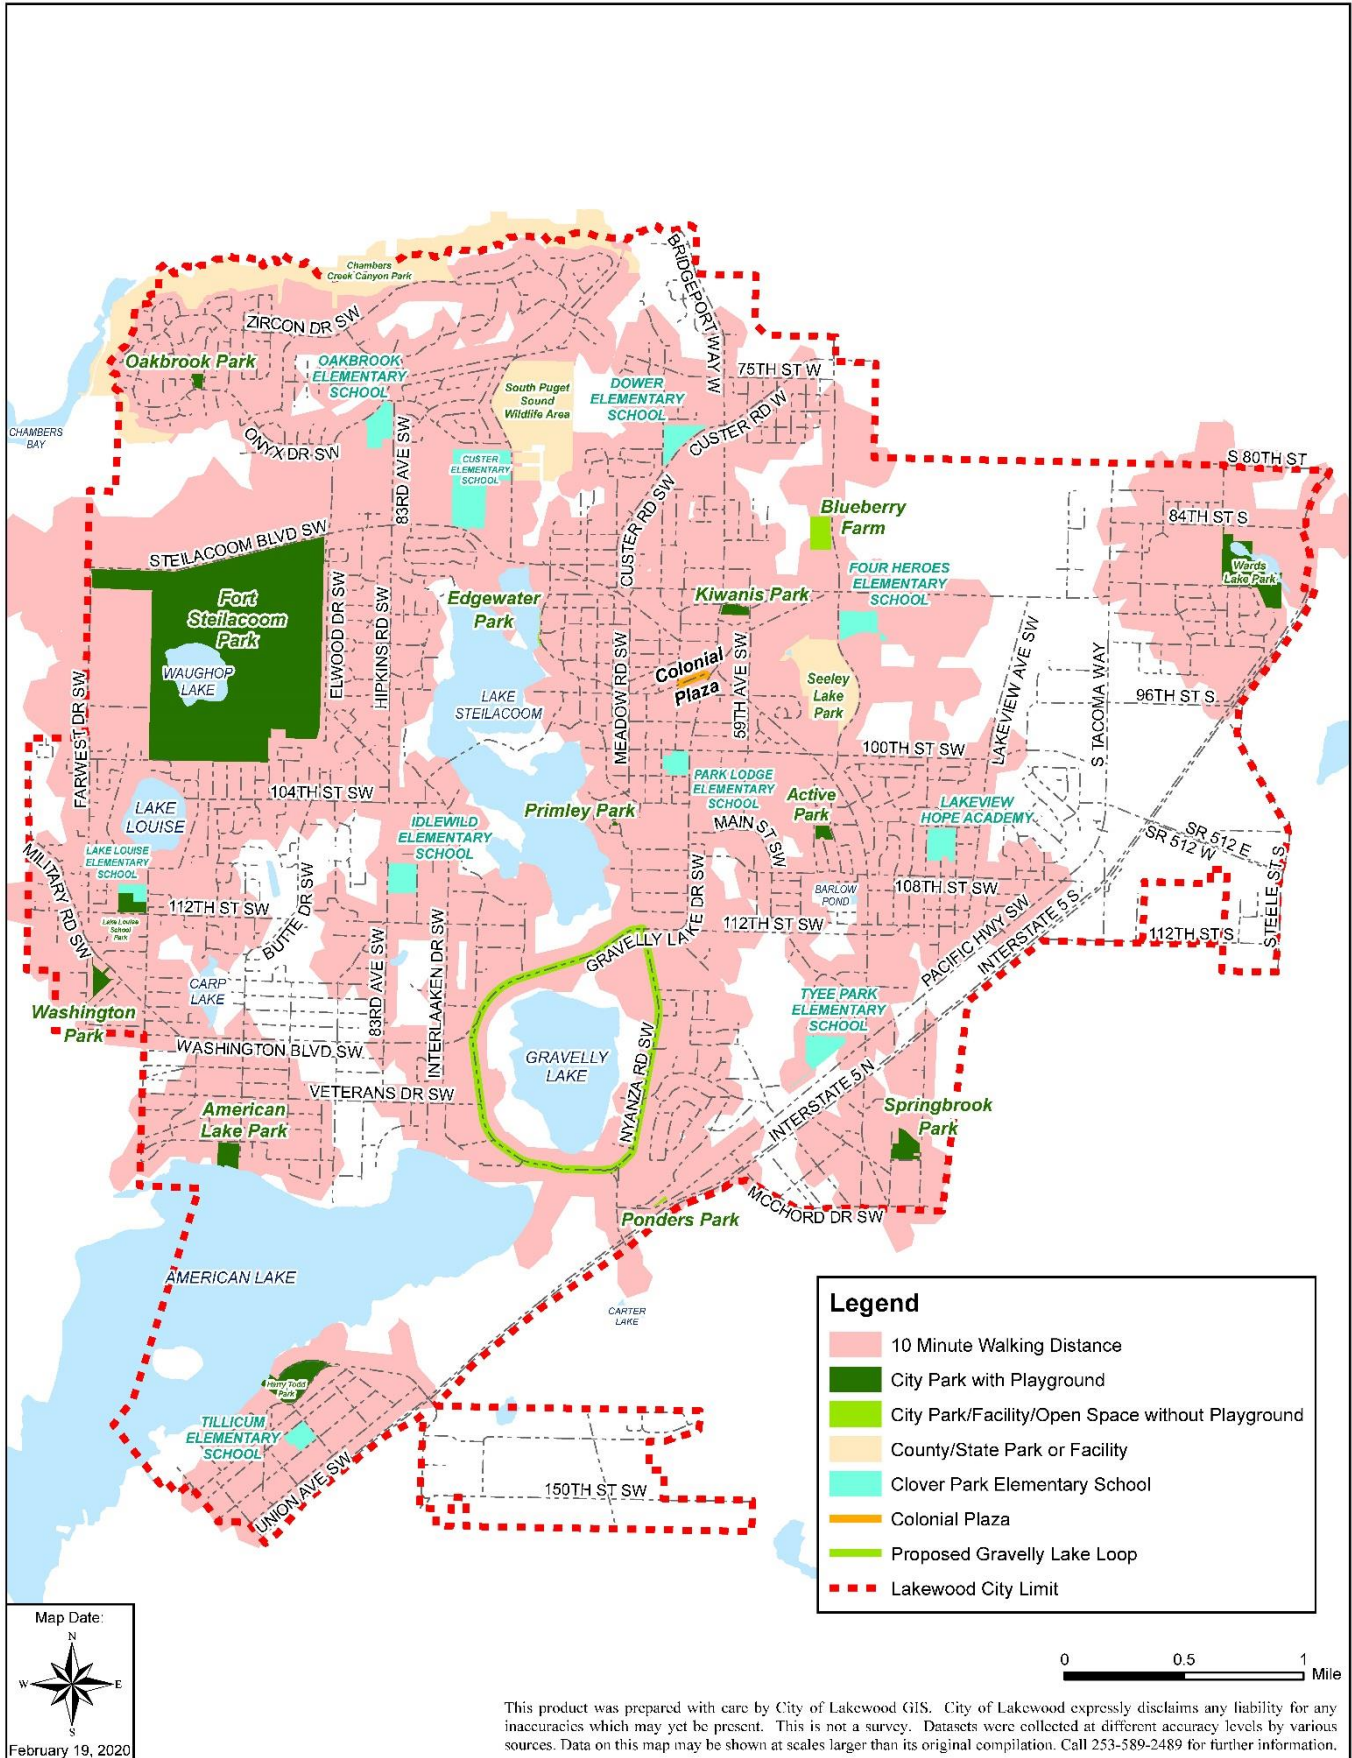 Chambers
Creek Canyon Park
BRIDGEPORT WAY W
ZIRCON DR SW
Oakbrook Park
OAKBROOK
ELEMENTARY
SCHOOL
75TH ST W
South Puget
Sound
Wildlife Area
DOWER
ELEMENTARY
SCHOOL
CUSTER RD W
CHAMBERS
BAY
ONYX DR SW
83RD AVE SW
CUSTER
ELEMENTARY
SCHOOL
S 80TH ST
CUSTER RD SW
Blueberry
Farm
84TH ST S
STEILACOOM BLVD SW
Wards
Lake Park
FOUR HEROES
ELEMENTARY
SCHOOL
Fort
Steilacoom
Park
Edgewater
Park
Kiwanis Park
ELWOOD DR SW
HIPKINS RD SW
WAUGHOP
LAKE
LAKE
STEILACOOM
MEADOW RD SW
Colonial
Plaza
59TH AVE SW
Seeley
Lake
Park
LAKEVIEW AVE SW
S TACOMA WAY
96TH ST S
FARWEST DR SW
100TH ST SW
104TH ST SW
LAKE
LOUISE
PARK LODGE
ELEMENTARY
SCHOOL
Active
Park
Primley Park
LAKEVIEW
HOPE ACADEMY
IDLEWILD
ELEMENTARY
SCHOOL
MAIN ST SW
SR 512 E
SR 512 W
MILITARY RD SW
LAKE LOUISE
ELEMENTARY
SCHOOL
BUTTE DR SW
GRAVELLY LAKE DR SW
BARLOW
POND
108TH ST SW
STEELE ST S
112TH ST SW
Lake Louise
School
Park
112TH ST SW
PACIFIC HWY SW
INTERSTATE 5 S
112TH ST S
83RD AVE SW
INTERLAAKEN DR SW
CARP
LAKE
Washington
Park
TYEE PARK
ELEMENTARY
SCHOOL
WASHINGTON BLVD SW
GRAVELLY
LAKE
NYANZA RD SW
VETERANS DR SW
INTERSTATE 5 N
American
Lake Park
Springbrook
Park
MCCHORD DR SW
Ponders Park
AMERICAN LAKE
CARTER
LAKE
Harry Todd
Park
TILLICUM
ELEMENTARY
SCHOOL
UNION AVE SW
150TH ST SW
Legend
10 Minute Walking Distance
City Park with Playground
City Park/Facility/Open Space without Playground
County/State Park or Facility
Clover Park Elementary School
Colonial Plaza
Proposed Gravelly Lake Loop
Lakewood City Limit
Map Date:
N
W E
S
February 19, 2020
0 0.5 1
Mile
This product was prepared with care by City of Lakewood GIS. City of Lakewood expressly disclaims any liability for any
inaccuracies which may yet be present. This is not a survey. Datasets were collected at different accuracy levels by various
sources. Data on this map may be shown at scales larger than its original compilation. Call 253-589-2489 for further information.